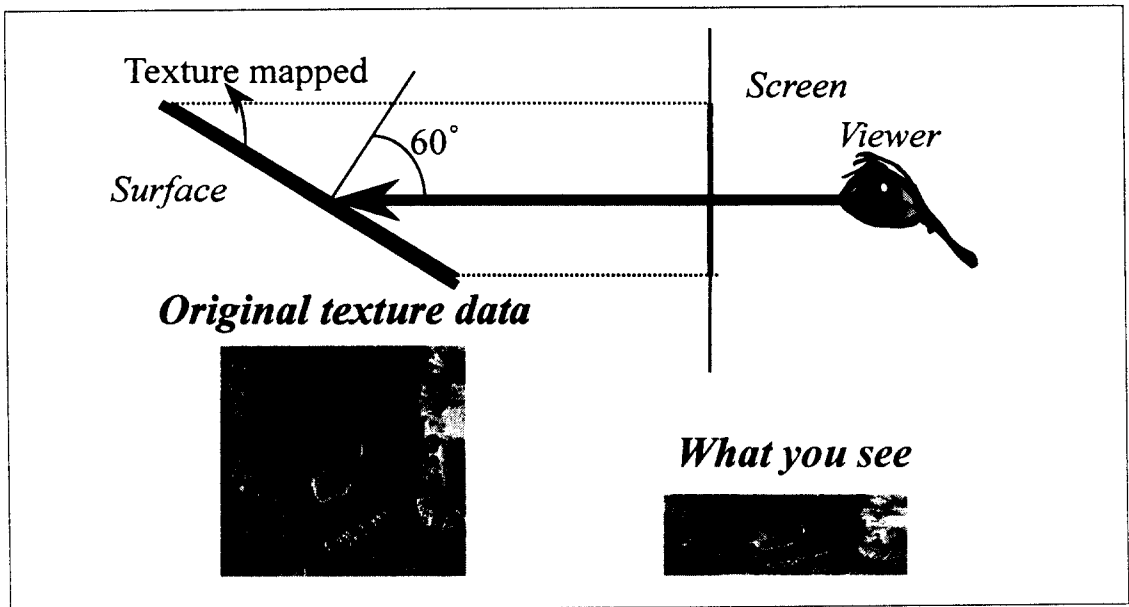 Texture mapped
Screen
60°
Viewer
Surface
Original texture data
What you see